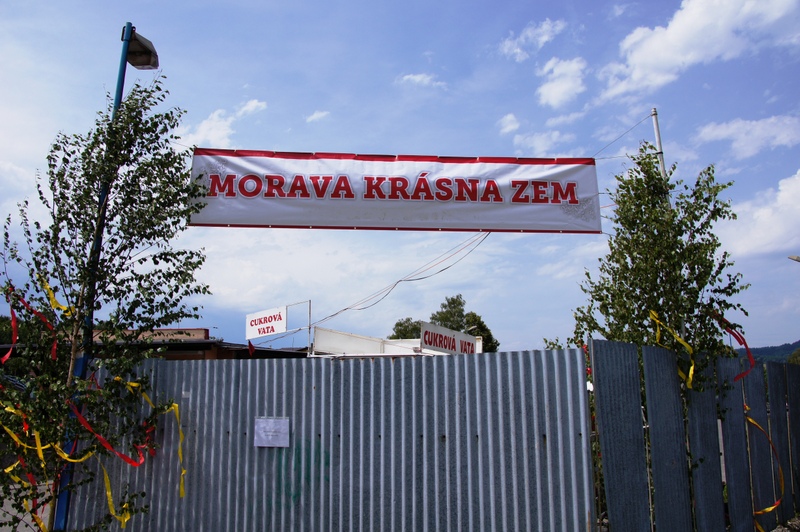 MORAVA KRÁSNA ZEM
CUKROVÁ
VATA
CUKROVÁ VATA